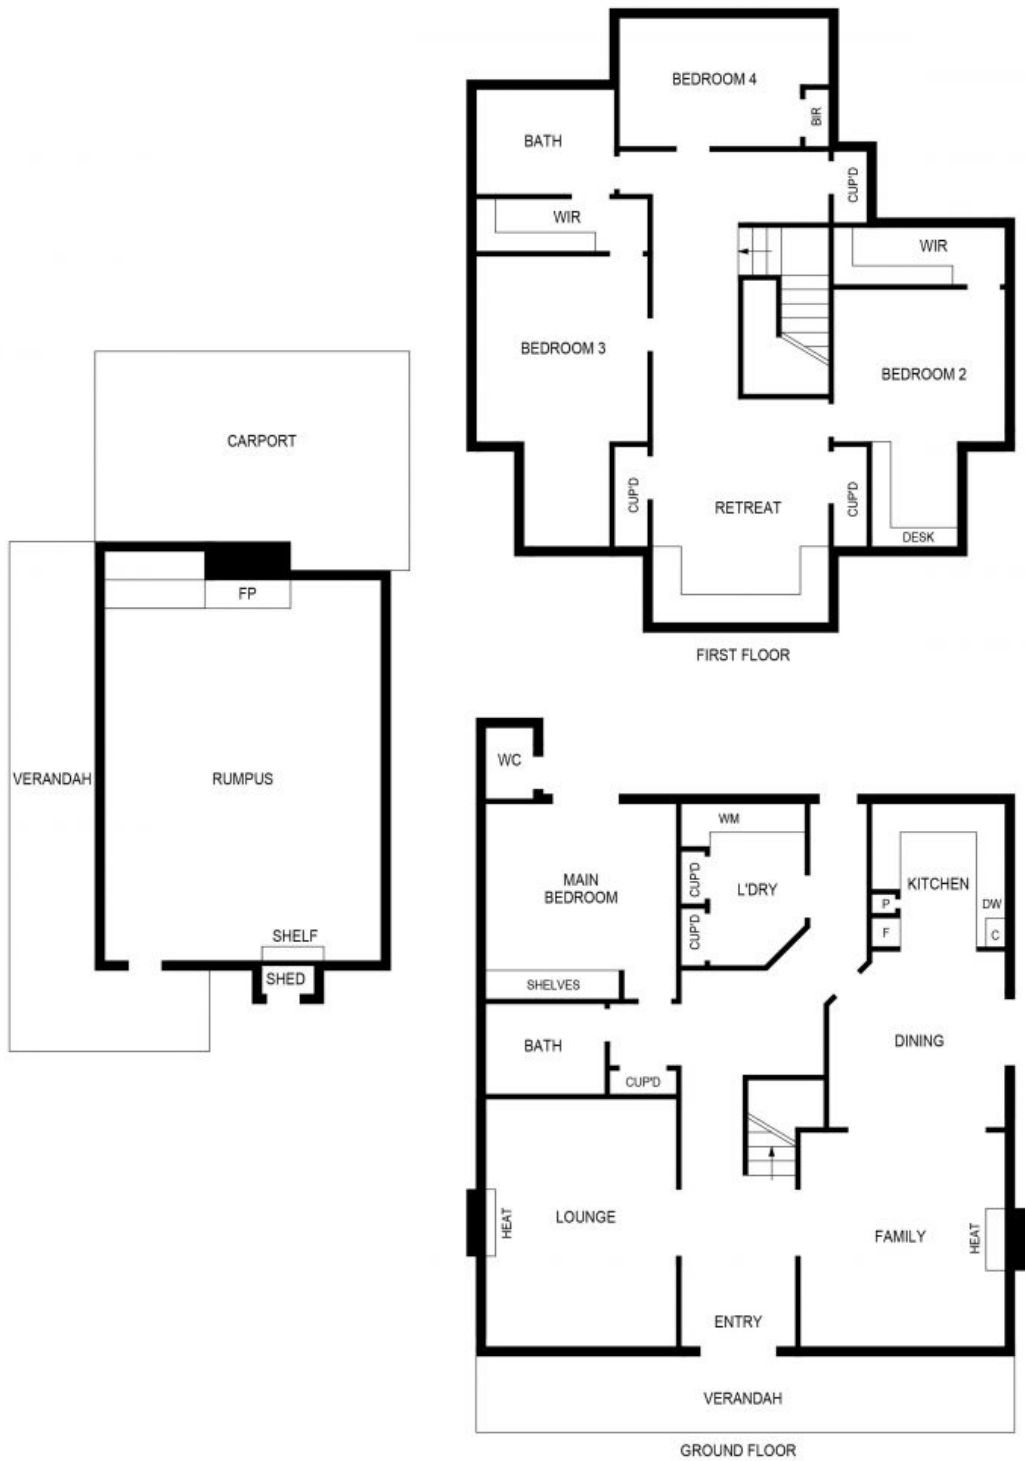 BEDROOM 4
BIR
BATH
CUP'D
WIR
WIR
BEDROOM 3
BEDROOM 2
CUP'D
RETREAT
CUP'D
DESK
FIRST FLOOR
CARPORT
FP
VERANDAH
RUMPUS
SHELF
SHED
WC
WM
MAIN
BEDROOM
CUP'D
L'DRY
CUP'D
KITCHEN
P
DW
F
C
SHELVES
BATH
CUP'D
DINING
LOUNGE
HEAT
FAMILY
HEAT
ENTRY
VERANDAH
GROUND FLOOR